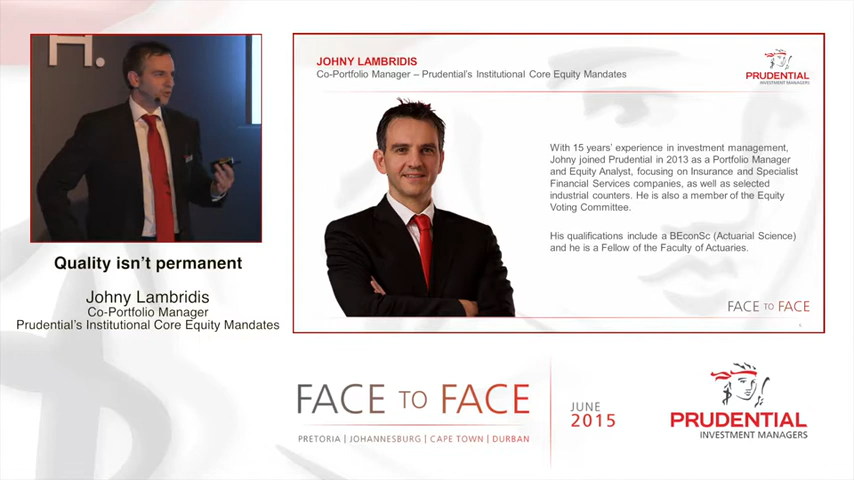 H.
Quality isn't permanent
Johny Lambridis
Co-Portfolio Manager
Prudential's Institutional Core Equity Mandates
JOHNY LAMBRIDIS
Co-Portfolio Manager – Prudential's Institutional Core Equity Mandates
PRUDENTIAL
INVESTMENT MANAGERS
With 15 years' experience in investment management,
Johny joined Prudential in 2013 as a Portfolio Manager
and Equity Analyst, focusing on Insurance and Specialist
Financial Services companies, as well as selected
industrial counters. He is also a member of the Equity
Voting Committee.
His qualifications include a BEconSc (Actuarial Science)
and he is a Fellow of the Faculty of Actuaries.
FACE TO FACE
FACE TO FACE
PRETORIA | JOHANNESBURG | CAPE TOWN | DURBAN
JUNE
2015
PRUDENTIAL
INVESTMENT MANAGERS